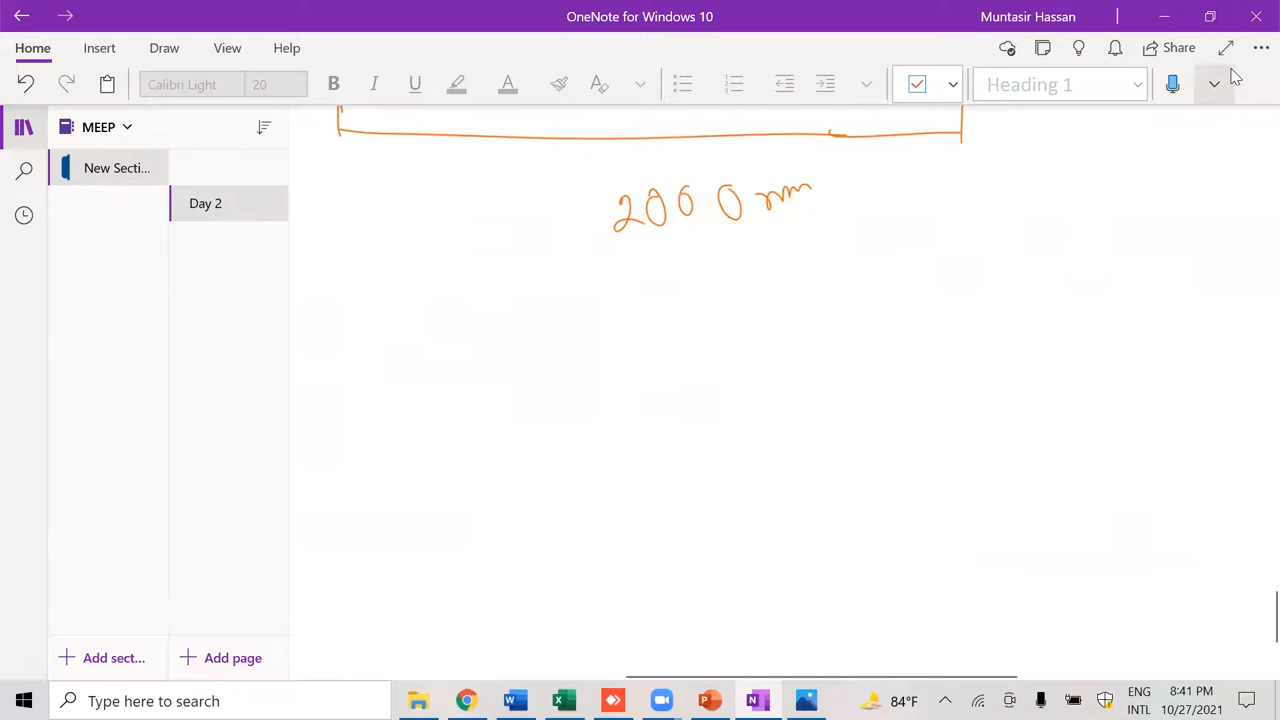 OneNote for Windows 10
Muntasir Hassan
Home Insert Draw View Help
Share
Calibri Light 20
B I U A
Heading 1
MEEP
New Secti...
Day 2
2000 nm
Add sect...
Add page
Type here to search
84°F
ENG
INTL
8:41 PM
10/27/2021